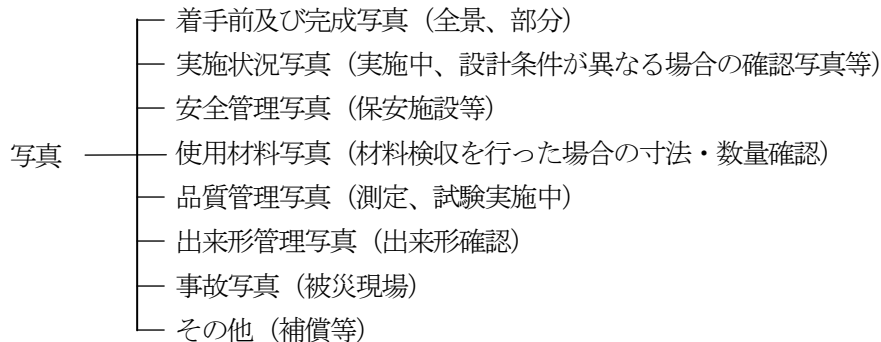 着手前及び完成写真（全景、部分）
実施状況写真（実施中、設計条件が異なる場合の確認写真等）
安全管理写真（保安施設等）
写真 使用材料写真（材料検収を行った場合の寸法・数量確認）
品質管理写真（測定、試験実施中）
出来形管理写真（出来形確認）
事故写真（被災現場）
その他（補償等）